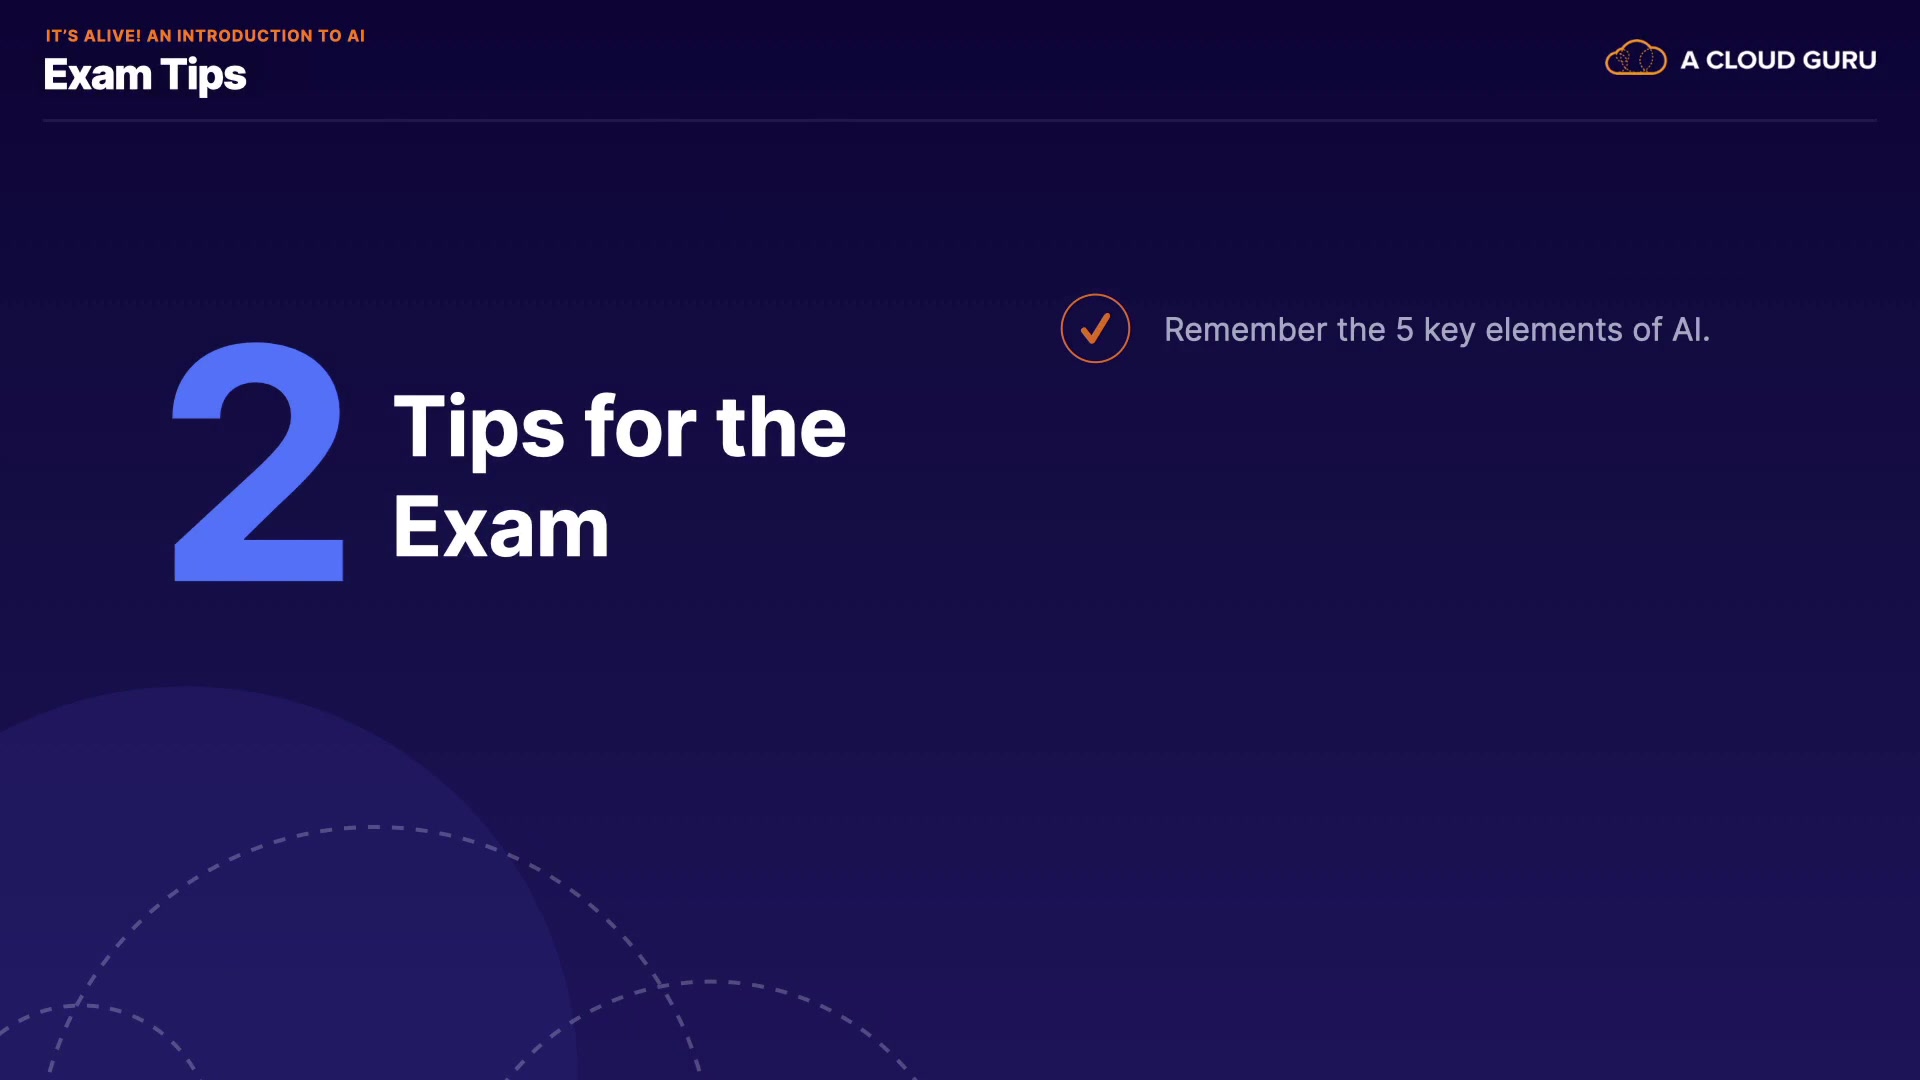 IT’S ALIVE! AN INTRODUCTION TO AI
Exam Tips
A CLOUD GURU
2
Tips for the
Exam
Remember the 5 key elements of AI.